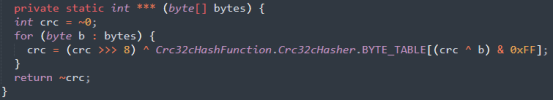 private static int *** (byte[] bytes) {
int crc = ~0;
for (byte b : bytes) {
crc = (crc >>> 8) ^ Crc32cHashFunction.Crc32cHasher.BYTE_TABLE[(crc ^ b) & 0xFF];
}
return ~crc;
}